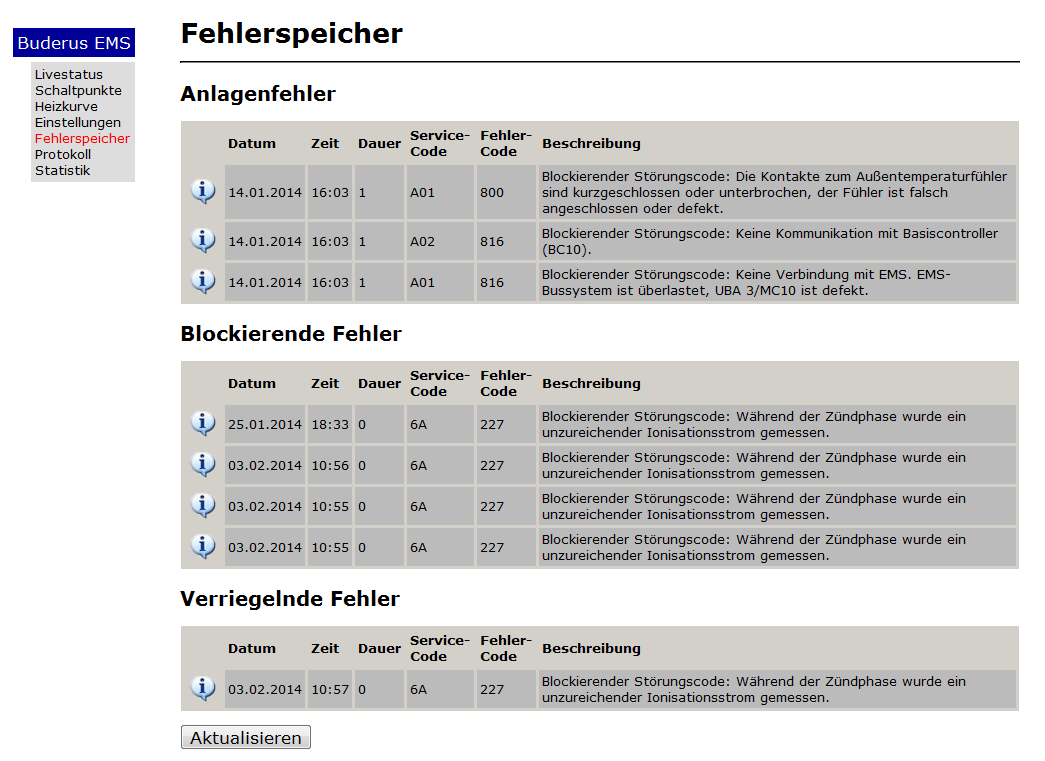 Buderus EMS
Livestatus
Schaltpunkte
Heizkurve
Einstellungen
Fehlerspeicher
Protokoll
Statistik
Fehlerspeicher
Anlagenfehler
Datum Zeit Dauer Service-Code Fehler-Code Beschreibung
14.01.2014 16:03 1 A01 800 Blockierender Störungscode: Die Kontakte zum Außentemperaturfühler
sind kurzgeschlossen oder unterbrochen, der Fühler ist falsch
angeschlossen oder defekt.
14.01.2014 16:03 1 A02 816 Blockierender Störungscode: Keine Kommunikation mit Basiscontroller
(BC10).
14.01.2014 16:03 1 A01 816 Blockierender Störungscode: Keine Verbindung mit EMS. EMS-
Bussystem ist überlastet, UBA 3/MC10 ist defekt.
Blockierende Fehler
Datum Zeit Dauer Service-Code Fehler-Code Beschreibung
25.01.2014 18:33 0 6A 227 Blockierender Störungscode: Während der Zündphase wurde ein
unzureichender Ionisationsstrom gemessen.
03.02.2014 10:56 0 6A 227 Blockierender Störungscode: Während der Zündphase wurde ein
unzureichender Ionisationsstrom gemessen.
03.02.2014 10:55 0 6A 227 Blockierender Störungscode: Während der Zündphase wurde ein
unzureichender Ionisationsstrom gemessen.
03.02.2014 10:55 0 6A 227 Blockierender Störungscode: Während der Zündphase wurde ein
unzureichender Ionisationsstrom gemessen.
Verriegelnde Fehler
Datum Zeit Dauer Service-Code Fehler-Code Beschreibung
03.02.2014 10:57 0 6A 227 Blockierender Störungscode: Während der Zündphase wurde ein
unzureichender Ionisationsstrom gemessen.
Aktualisieren